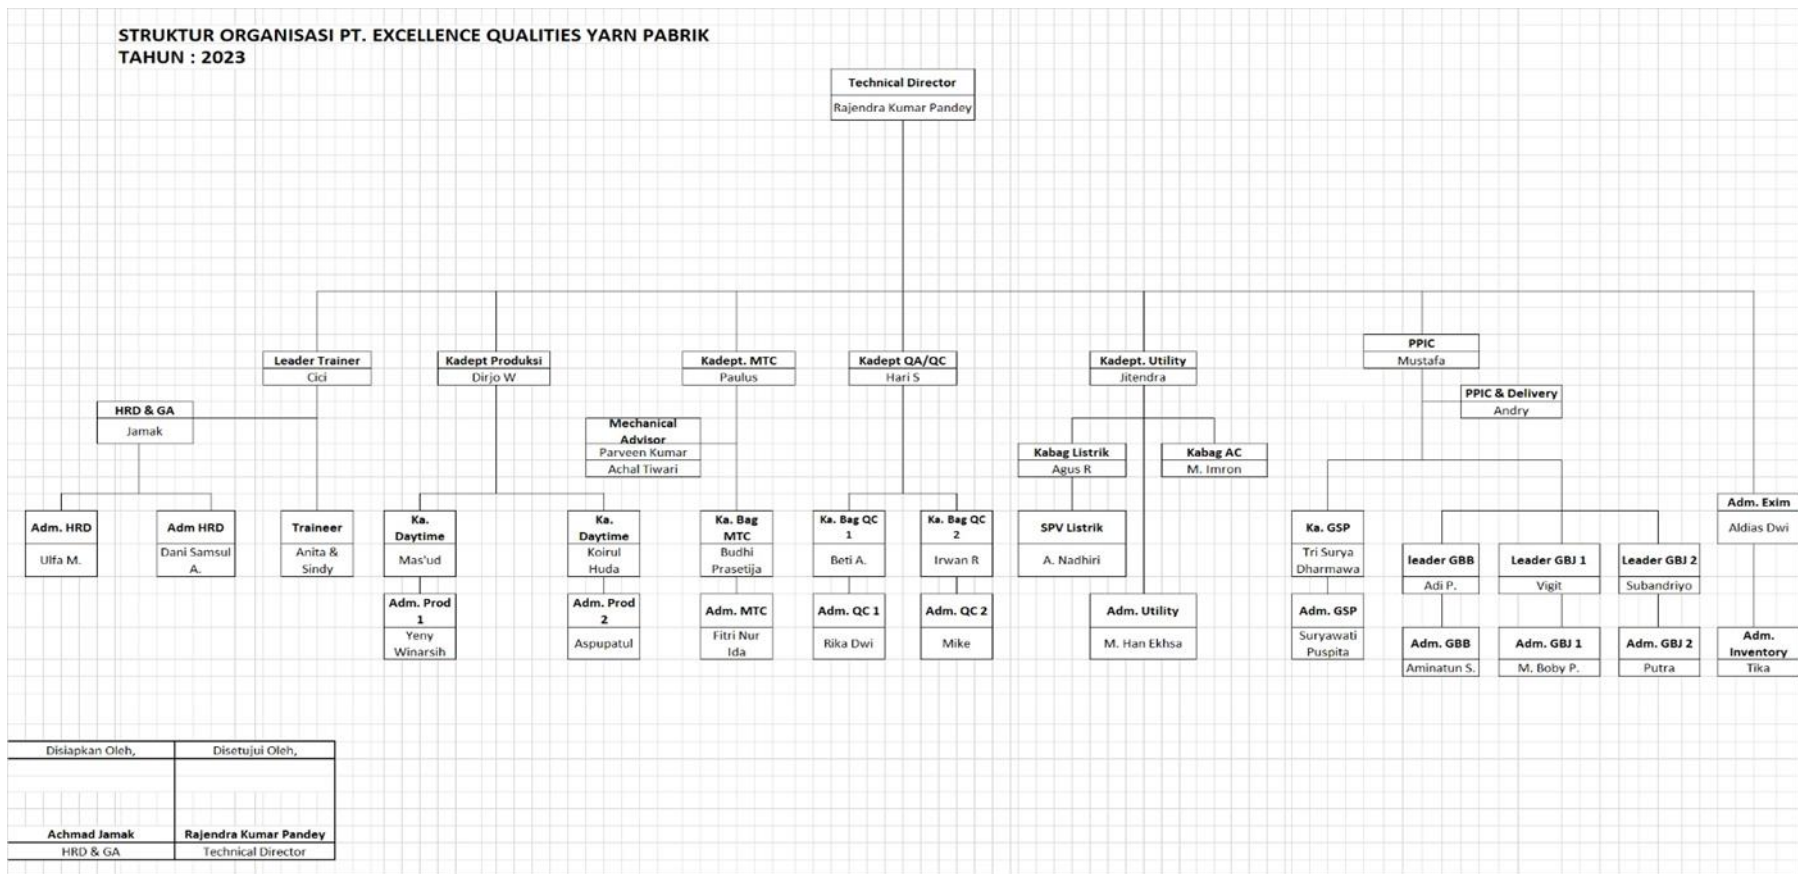 STRUKTUR ORGANISASI PT. EXCELLENCE QUALITIES YARN PABRIK
TAHUN : 2023
Technical Director
Rajendra Kumar Pandey
Leader Trainer
Cici
Kadept Produksi
Dirjo W
Kadept. MTC
Paulus
Kadept QA/QC
Hari S
Kadept. Utility
Jitendra
PPIC
Mustafa
PPIC & Delivery
Andry
HRD & GA
Jamak
Mechanical
Advisor
Parveen Kumar
Achal Tiwari
Kabag Listrik
Agus R
Kabag AC
M. Imron
Adm. HRD
Ulfa M.
Adm HRD
Dani Samsul
A.
Traineer
Anita &
Sindy
Ka.
Daytime
Mas'ud
Ka.
Daytime
Koirul
Huda
Ka. Bag
MTC
Budhi
Prasetija
Ka. Bag QC
1
Beti A.
Ka. Bag QC
2
Irwan R
SPV Listrik
A. Nadhiri
Ka. GSP
Tri Surya
Dharmawa
leader GBB
Adi P.
Leader GBJ 1
Vigit
Leader GBJ 2
Subandriyo
Adm. Exim
Aldias Dwi
Adm. Prod
1
Yeny
Winarsih
Adm. Prod
2
Aspupatul
Adm. MTC
Fitri Nur
Ida
Adm. QC 1
Rika Dwi
Adm. QC 2
Mike
Adm. Utility
M. Han Ekhsa
Adm. GSP
Suryawati
Puspita
Adm. GBB
Aminatun S.
Adm. GBJ 1
M. Boby P.
Adm. GBJ 2
Putra
Adm.
Inventory
Tika
Disiapkan Oleh,
Disetujui Oleh,
Achmad Jamak
Rajendra Kumar Pandey
HRD & GA
Technical Director